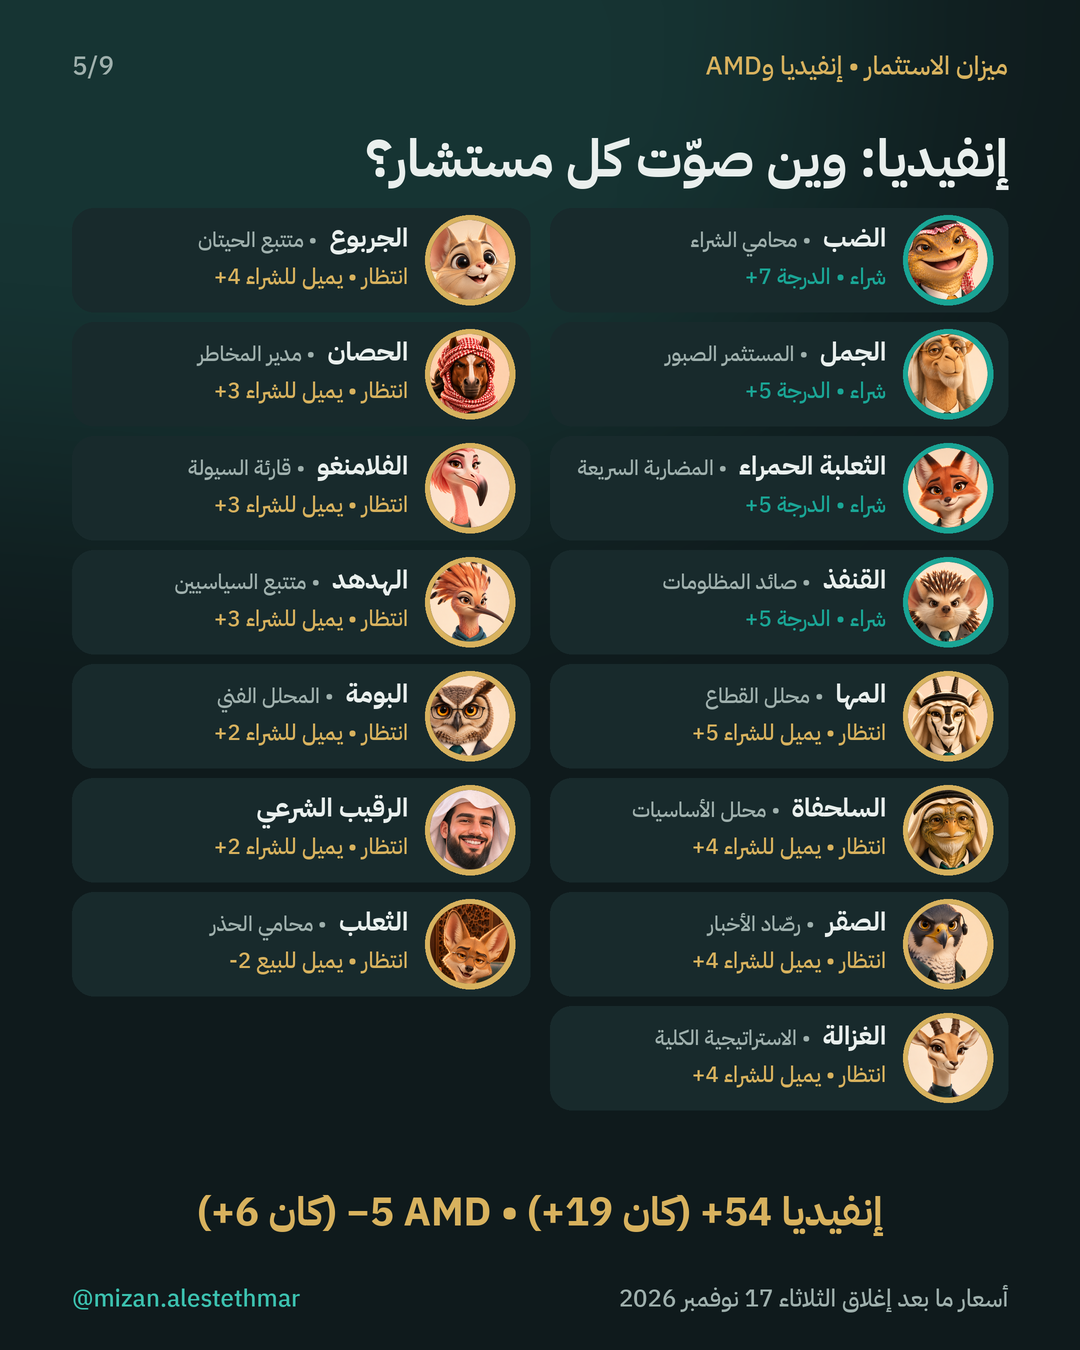 ميزان الاستثمار • إنفيديا وAMD
5/9
إنفيديا: وين صوّت كل مستشار؟
الضب • محامي الشراء
شراء • الدرجة 7+
الجربوع • متتبع الحيتان
انتظار • يميل للشراء 4+
الجمل • المستثمر الصبور
شراء • الدرجة 5+
الحصان • مدير المخاطر
انتظار • يميل للشراء 3+
الثعلبة الحمراء • المضاربة السريعة
شراء • الدرجة 5+
الفلامنغو • قارئة السيولة
انتظار • يميل للشراء 3+
القنفذ • صائد المظلومات
شراء • الدرجة 5+
الهدهد • متتبع السياسيين
انتظار • يميل للشراء 3+
المها • محلل القطاع
انتظار • يميل للشراء 5+
البومة • المحلل الفني
انتظار • يميل للشراء 2+
السلحفاة • محلل الأساسيات
انتظار • يميل للشراء 4+
الرقيب الشرعي
انتظار • يميل للشراء 2+
الصقر • رصّاد الأخبار
انتظار • يميل للشراء 4+
الثعلب • محامي الحذر
انتظار • يميل للبيع 2-
الغزالة • الاستراتيجية الكلية
انتظار • يميل للشراء 4+
إنفيديا 54+ (كان 19+) • AMD ‏5− (كان 6+)
أسعار ما بعد إغلاق الثلاثاء 17 نوفمبر 2026
@mizan.alestethmar